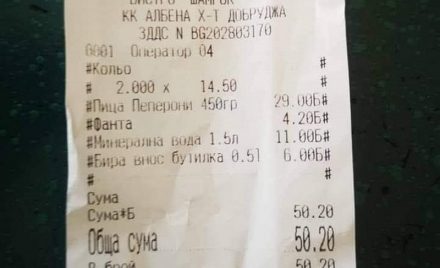 КК АЛБЕНА Х-Т ДОБРУДЖА
ЗДДС N BG202803170
0001 Оператор 04
#Кольо #
# 2.000 x 14.50 #
#Пица Пеперони 450гр 29.00Б#
#Фанта 4.20Б#
#Минерална вода 1.5л 11.00Б#
#Бира внос бутилка 0.5l 6.00Б#
# #
Сума
Сума*Б 50.20
Обща сума 50.20
В брой 50.20